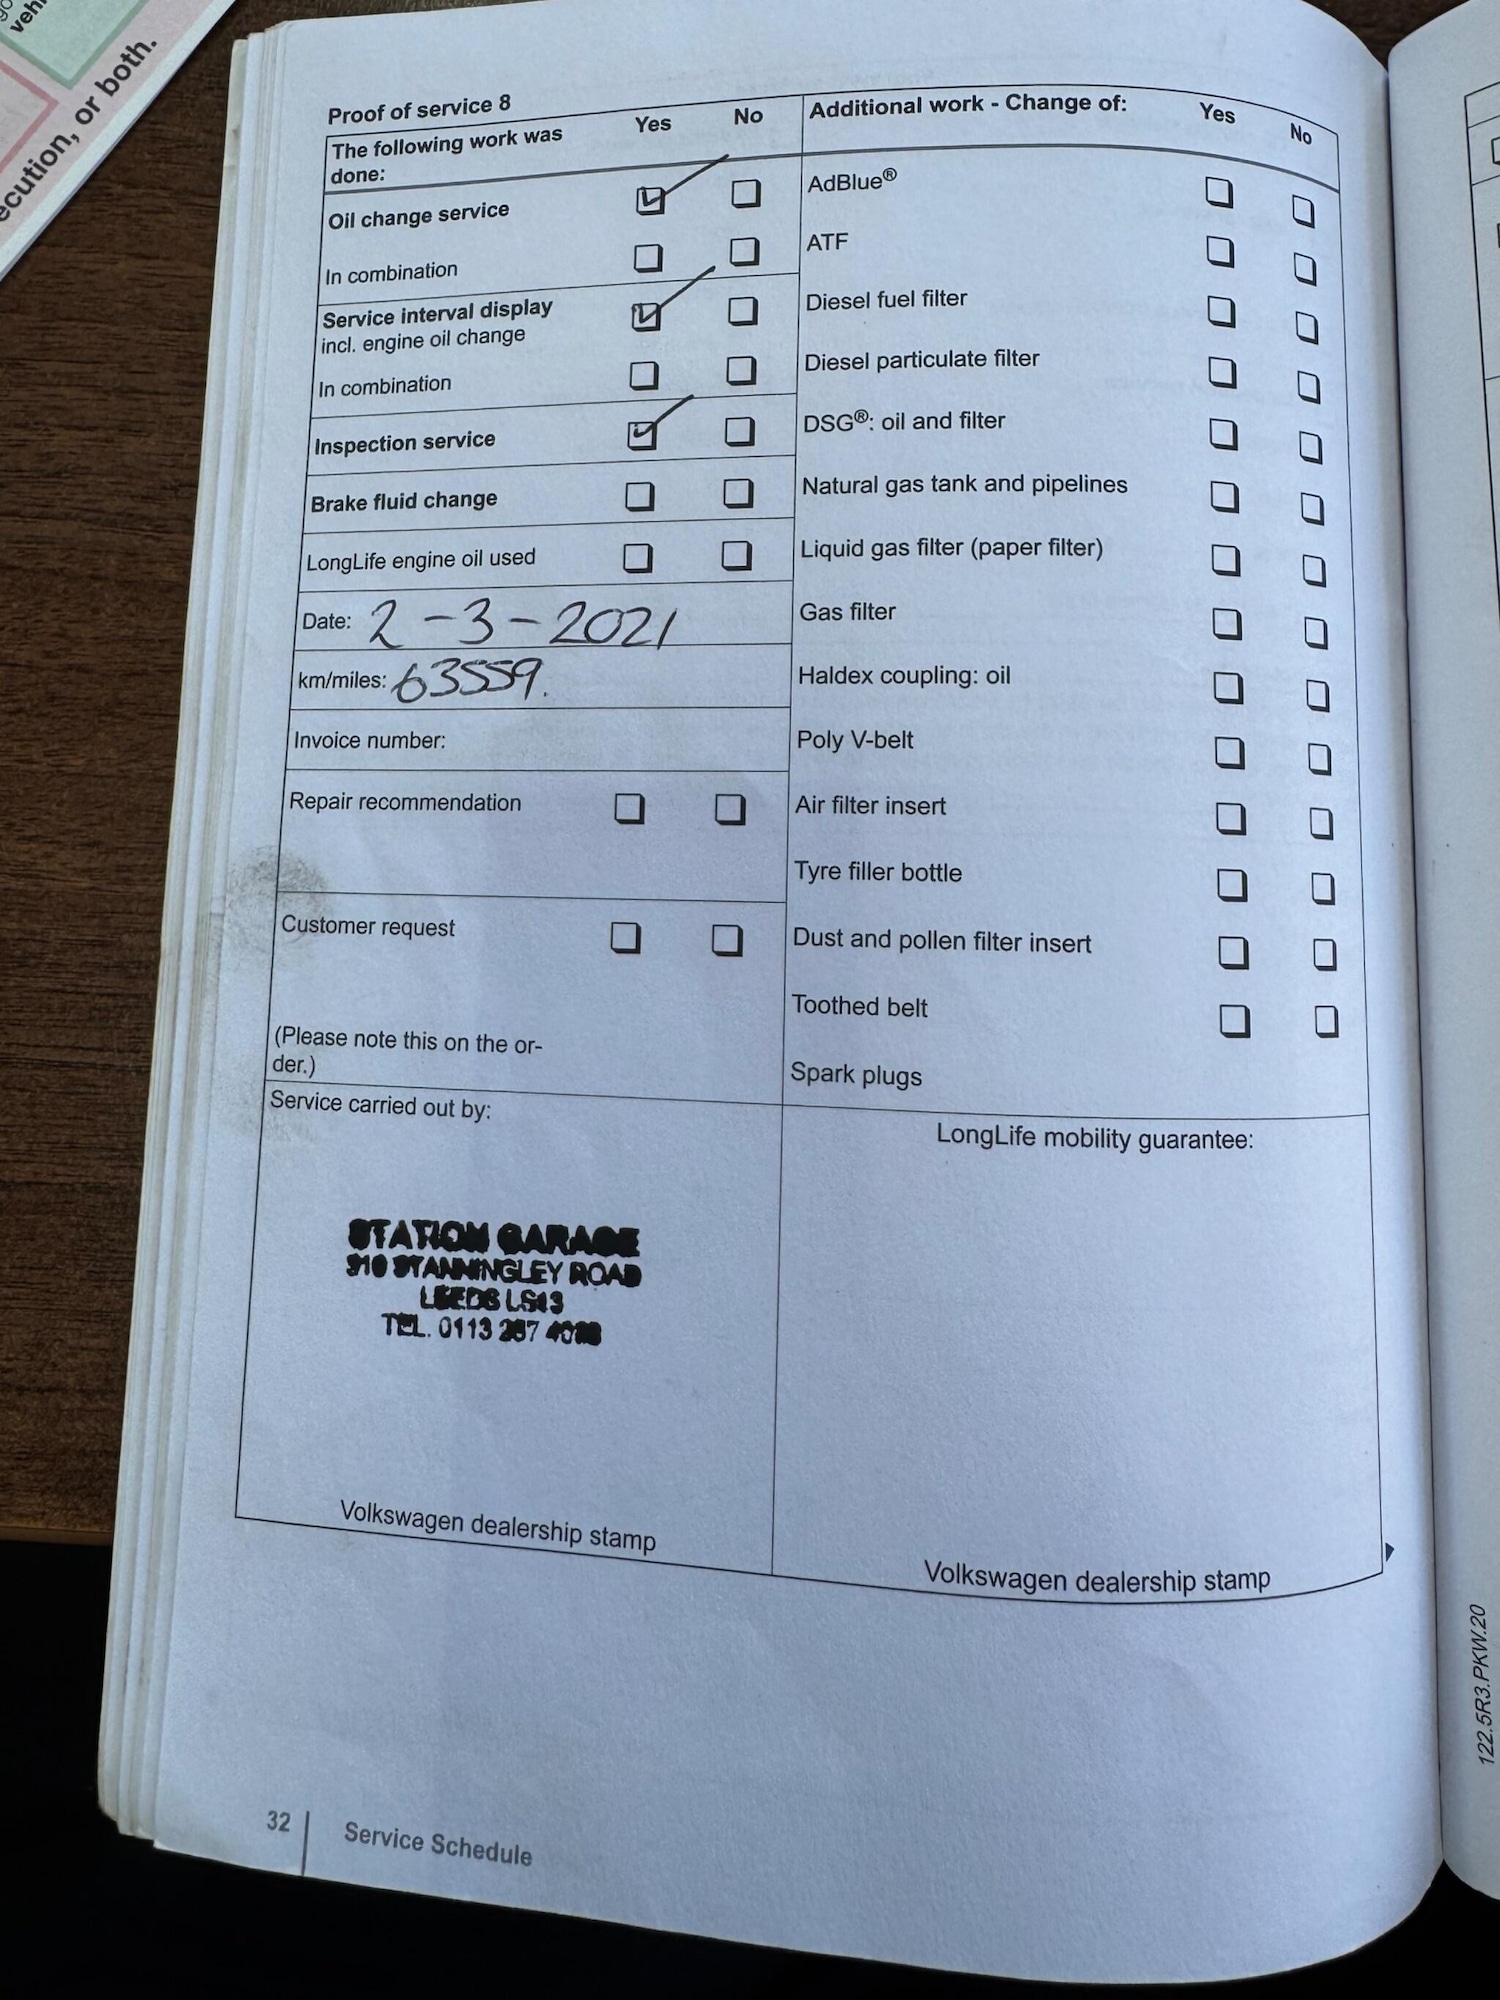 vehi
ecution, or both.
Proof of service 8
The following work was
done:
Yes
No
Oil change service
In combination
Service interval display
incl. engine oil change
In combination
Inspection service
Brake fluid change
LongLife engine oil used
Date: 2-3-2021
km/miles: 63559.
Invoice number:
Repair recommendation
Customer request
(Please note this on the or-
der.)
Service carried out by:
STATION GARAGE
310 STANNINGLEY ROAD
LEEDS LS13
TEL. 0113
Volkswagen dealership stamp
Additional work - Change of:
Yes
No
AdBlue®
ATF
Diesel fuel filter
Diesel particulate filter
DSG®: oil and filter
Natural gas tank and pipelines
Liquid gas filter (paper filter)
Gas filter
Haldex coupling: oil
Poly V-belt
Air filter insert
Tyre filler bottle
Dust and pollen filter insert
Toothed belt
Spark plugs
LongLife mobility guarantee:
Volkswagen dealership stamp
32
Service Schedule
122.5R3.PKW.20